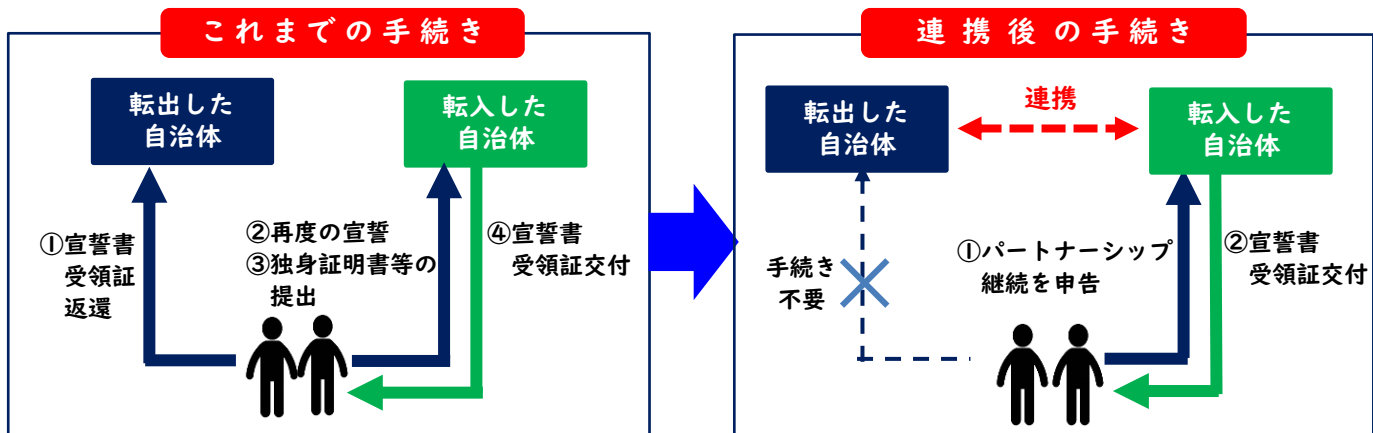 これまでの手続き
転出した
自治体
転入した
自治体
①宣誓書
受領証
返還
②再度の宣誓
③独身証明書等の
提出
④宣誓書
受領証交付
連携後の手続き
転出した
自治体
連携
転入した
自治体
手続き
不要
①パートナーシップ
継続を申告
②宣誓書
受領証交付